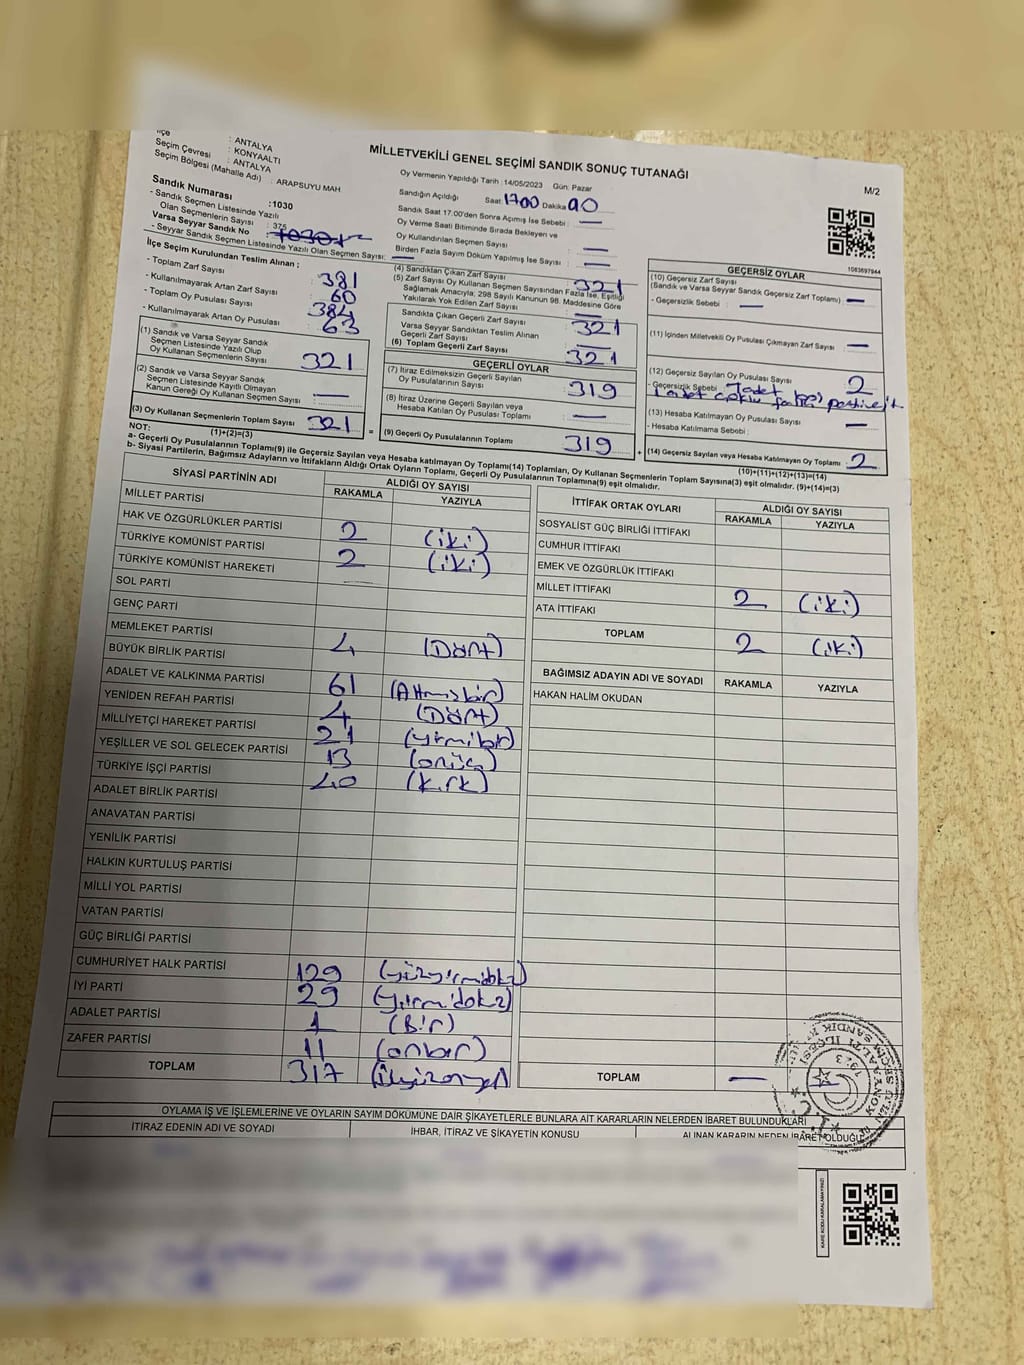 İlçe : ANTALYA
Seçim Çevresi : KONYAALTI
Seçim Bölgesi (Mahalle Adı) : ANTALYA
: ARAPSUYU MAH
MİLLETVEKİLİ GENEL SEÇİMİ SANDIK SONUÇ TUTANAĞI
M/2
Oy Vermenin Yapıldığı Tarih :14/05/2023 Gün: Pazar
Sandığın Açıldığı Saat 1700 Dakika
Sandık Saat 17.00'den Sonra Açmış İse Sebebi : —
Oy Verme Saati Bitiminde Sırada Bekleyen ve
Oy Kullandırılan Seçmen Sayısı : —
Birden Fazla Sayım Döküm Yapılmış İse Sayısı : —
Sandık Numarası :1030
- Sandık Seçmen Listesinde Yazılı
Olan Seçmenlerin Sayısı : 375
Varsa Seyyar Sandık No :
- Seyyar Sandık Seçmen Listesinde Yazılı Olan Seçmen Sayısı: —
İlçe Seçim Kurulundan Teslim Alınan ;
- Toplam Zarf Sayısı : 381
- Kullanılmayarak Artan Zarf Sayısı : 60
- Toplam Oy Pusulası Sayısı : 384
- Kullanılmayarak Artan Oy Pusulası : 63
(1) Sandık ve Varsa Seyyar Sandık
Seçmen Listesinde Yazılı Olup
Oy Kullanan Seçmenlerin Sayısı : 321
(2) Sandık ve Varsa Seyyar Sandık
Seçmen Listesinde Kayıtlı Olmayan
Kanun Gereği Oy Kullanan Seçmen Sayısı : —
(3) Oy Kullanan Seçmenlerin Toplam Sayısı : 321
(1)+(2)=(3)
(4) Sandıktan Çıkan Zarf Sayısı : 321
(5) Zarf Sayısı Oy Kullanan Seçmen Sayısından Fazla İse, Eşitliği
Sağlamak Amacıyla; 298 Sayılı Kanunun 98. Maddesine Göre
Yakılarak Yok Edilen Zarf Sayısı : —
Sandıkta Çıkan Geçerli Zarf Sayısı : 321
Varsa Seyyar Sandıktan Teslim Alınan
Geçerli Zarf Sayısı : —
(6) Toplam Geçerli Zarf Sayısı : 321
GEÇERLİ OYLAR
(7) İtiraz Edilmeksizin Geçerli Sayılan
Oy Pusulalarının Sayısı : 319
(8) İtiraz Üzerine Geçerli Sayılan veya
Hesaba Katılan Oy Pusulası Toplamı : —
= (9) Geçerli Oy Pusulalarının Toplamı : 319
1083697944
GEÇERSİZ OYLAR
(10) Geçersiz Zarf Sayısı
(Sandık ve Varsa Seyyar Sandık Geçersiz Zarf Toplamı) : —
- Geçersizlik Sebebi : —
(11) İçinden Milletvekili Oy Pusulası Çıkmayan Zarf Sayısı : —
(12) Geçersiz Sayılan Oy Pusulası Sayısı : 2
- Geçersizlik Sebebi :
(13) Hesaba Katılmayan Oy Pusulası Sayısı : —
- Hesaba Katılmama Sebebi :
+ (14) Geçersiz Sayılan veya Hesaba Katılmayan Oy Toplamı : 2
(10)+(11)+(12)+(13)=(14)
NOT:
a- Geçerli Oy Pusulalarının Toplamı(9) ile Geçersiz Sayılan veya Hesaba katılmayan Oy Toplamı(14) Toplamları, Oy Kullanan Seçmenlerin Toplam Sayısına(3) eşit olmalıdır. (9)+(14)=(3)
b- Siyasi Partilerin, Bağımsız Adayların ve İttifakların Aldığı Ortak Oyların Toplamı, Geçerli Oy Pusulalarının Toplamına(9) eşit olmalıdır.
SİYASİ PARTİNİN ADI ALDIĞI OY SAYISI
RAKAMLA YAZIYLA
MİLLET PARTİSİ
HAK VE ÖZGÜRLÜKLER PARTİSİ 2 (iki)
TÜRKİYE KOMÜNİST PARTİSİ 2 (iki)
TÜRKİYE KOMÜNİST HAREKETİ —
SOL PARTİ
GENÇ PARTİ
MEMLEKET PARTİSİ 4 (Dört)
BÜYÜK BİRLİK PARTİSİ
ADALET VE KALKINMA PARTİSİ 61 (Altmışbir)
YENİDEN REFAH PARTİSİ 4 (Dört)
MİLLİYETÇİ HAREKET PARTİSİ 21 (yirmibir)
YEŞİLLER VE SOL GELECEK PARTİSİ 13 (onüç)
TÜRKİYE İŞÇİ PARTİSİ 40 (kırk)
ADALET BİRLİK PARTİSİ
ANAVATAN PARTİSİ
YENİLİK PARTİSİ
HALKIN KURTULUŞ PARTİSİ
MİLLİ YOL PARTİSİ
VATAN PARTİSİ
GÜÇ BİRLİĞİ PARTİSİ
CUMHURİYET HALK PARTİSİ 129 (yüzyirmidokz)
İYİ PARTİ 29 (yirmidokz)
ADALET PARTİSİ 1 (Bir)
ZAFER PARTİSİ 11 (onbir)
TOPLAM 317
İTTİFAK ORTAK OYLARI ALDIĞI OY SAYISI
RAKAMLA YAZIYLA
SOSYALİST GÜÇ BİRLİĞİ İTTİFAKI
CUMHUR İTTİFAKI
EMEK VE ÖZGÜRLÜK İTTİFAKI
MİLLET İTTİFAKI 2 (iki)
ATA İTTİFAKI
TOPLAM 2 (iki)
BAĞIMSIZ ADAYIN ADI VE SOYADI RAKAMLA YAZIYLA
HAKAN HALİM OKUDAN
TOPLAM —
OYLAMA İŞ VE İŞLEMLERİNE VE OYLARIN SAYIM DÖKÜMÜNE DAİR ŞİKAYETLERLE BUNLARA AİT KARARLARIN NELERDEN İBARET BULUNDUKLARI
İTİRAZ EDENİN ADI VE SOYADI İHBAR, İTİRAZ VE ŞİKAYETİN KONUSU ALINAN KARARIN NEDEN İBARET OLDUĞU
KARE KODU KARALAMAYINIZ!